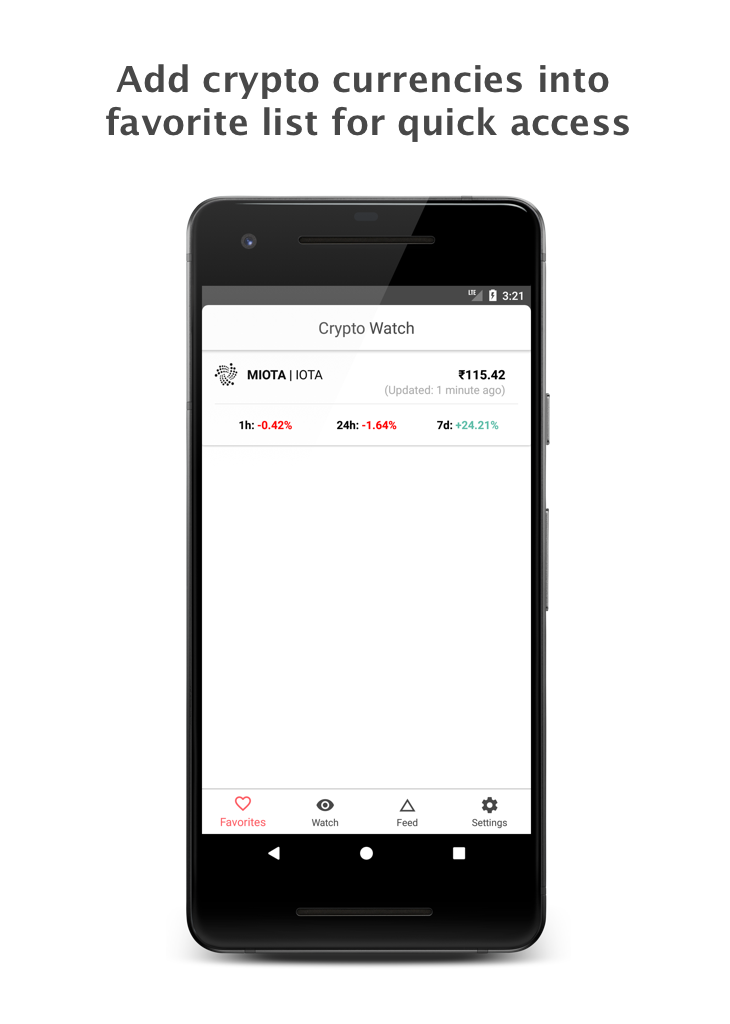 Add crypto currencies into
favorite list for quick access
LTE 3:21
Crypto Watch
MIOTA | IOTA ₹115.42
(Updated: 1 minute ago)
1h: -0.42% 24h: -1.64% 7d: +24.21%
Favorites Watch Feed Settings